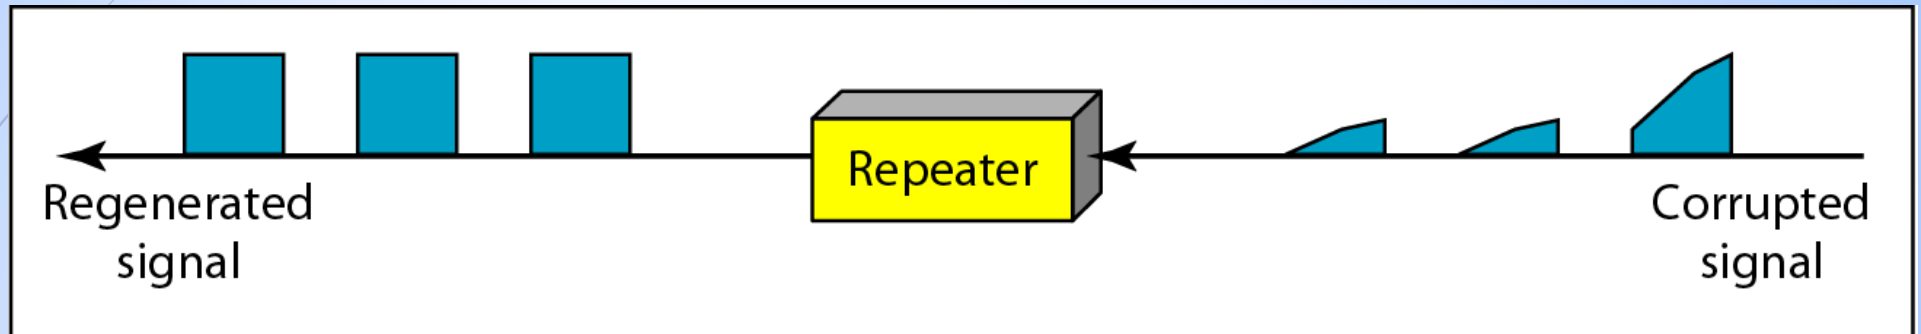 Repeater
Regenerated
signal
Corrupted
signal